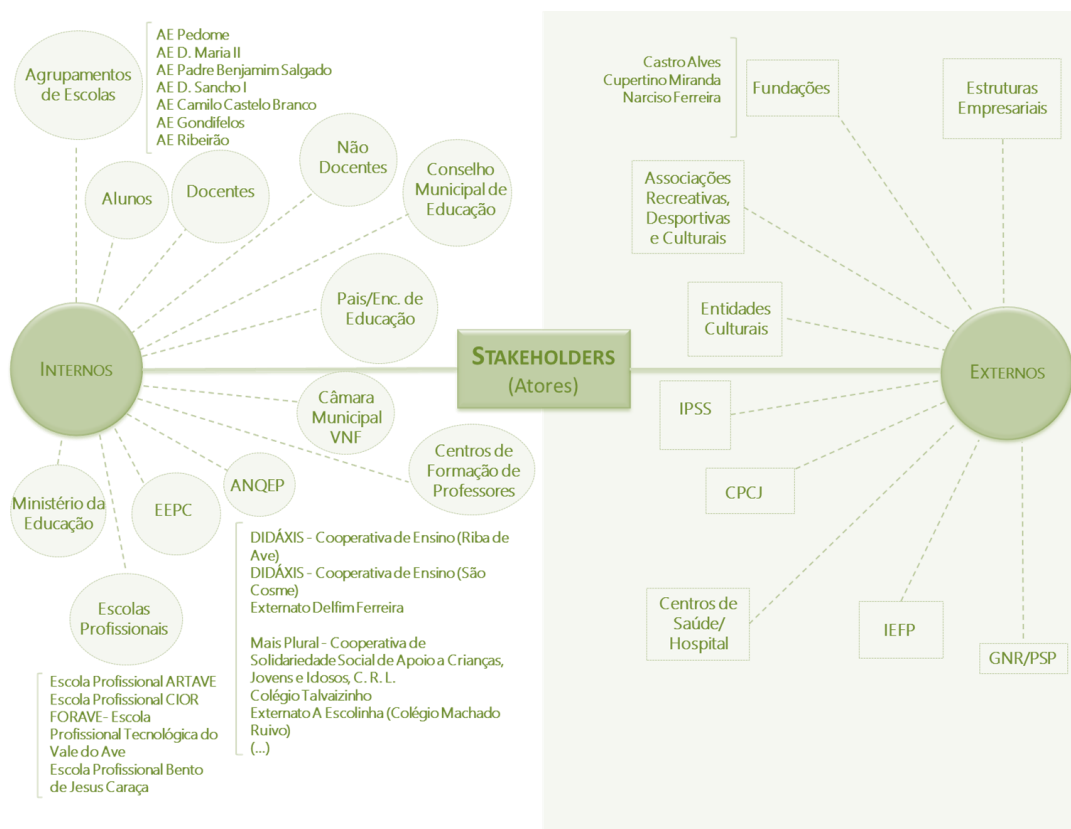 Agrupamentos
de Escolas
AE Pedome
AE D. Maria II
AE Padre Benjamim Salgado
AE D. Sancho I
AE Camilo Castelo Branco
AE Gondifelos
AE Ribeirão
Alunos
Docentes
Não
Docentes
Conselho
Municipal de
Educação
Pais/Enc. de
Educação
INTERNOS
STAKEHOLDERS
(Atores)
Câmara
Municipal
VNF
Centros de
Formação de
Professores
ANQEP
EEPC
Ministério da
Educação
DIDÁXIS - Cooperativa de Ensino (Riba de
Ave)
DIDÁXIS - Cooperativa de Ensino (São
Cosme)
Externato Delfim Ferreira
Mais Plural - Cooperativa de
Solidariedade Social de Apoio a Crianças,
Jovens e Idosos, C. R. L.
Colégio Talvaizinho
Externato A Escolinha (Colégio Machado
Ruivo)
(...)
Escolas
Profissionais
Escola Profissional ARTAVE
Escola Profissional CIOR
FORAVE- Escola
Profissional Tecnológica do
Vale do Ave
Escola Profissional Bento
de Jesus Caraça
Castro Alves
Cupertino Miranda
Narciso Ferreira
Fundações
Estruturas
Empresariais
Associações
Recreativas,
Desportivas
e Culturais
Entidades
Culturais
EXTERNOS
IPSS
CPCJ
Centros de
Saúde/
Hospital
IEFP
GNR/PSP